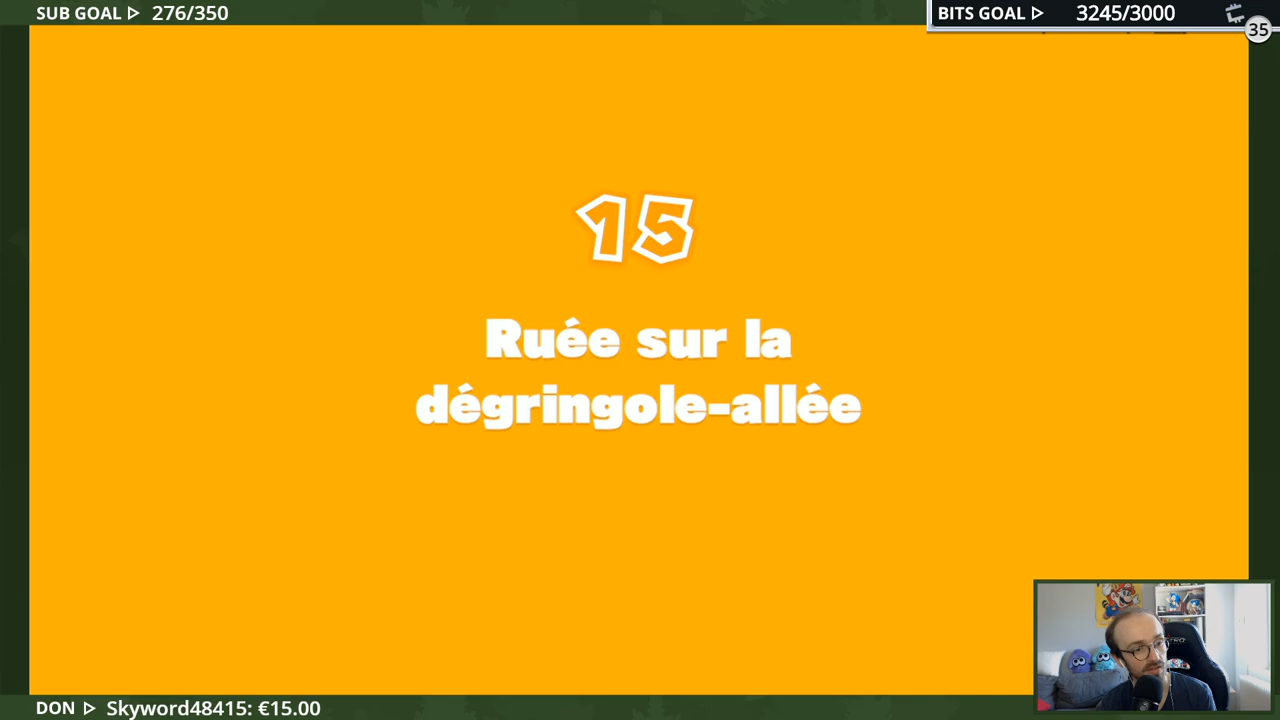 SUB GOAL ▷ 276/350
BITS GOAL ▷ 3245/3000
35
15
Ruée sur la
dégringole-allée
DON ▷ Skyword48415: €15.00